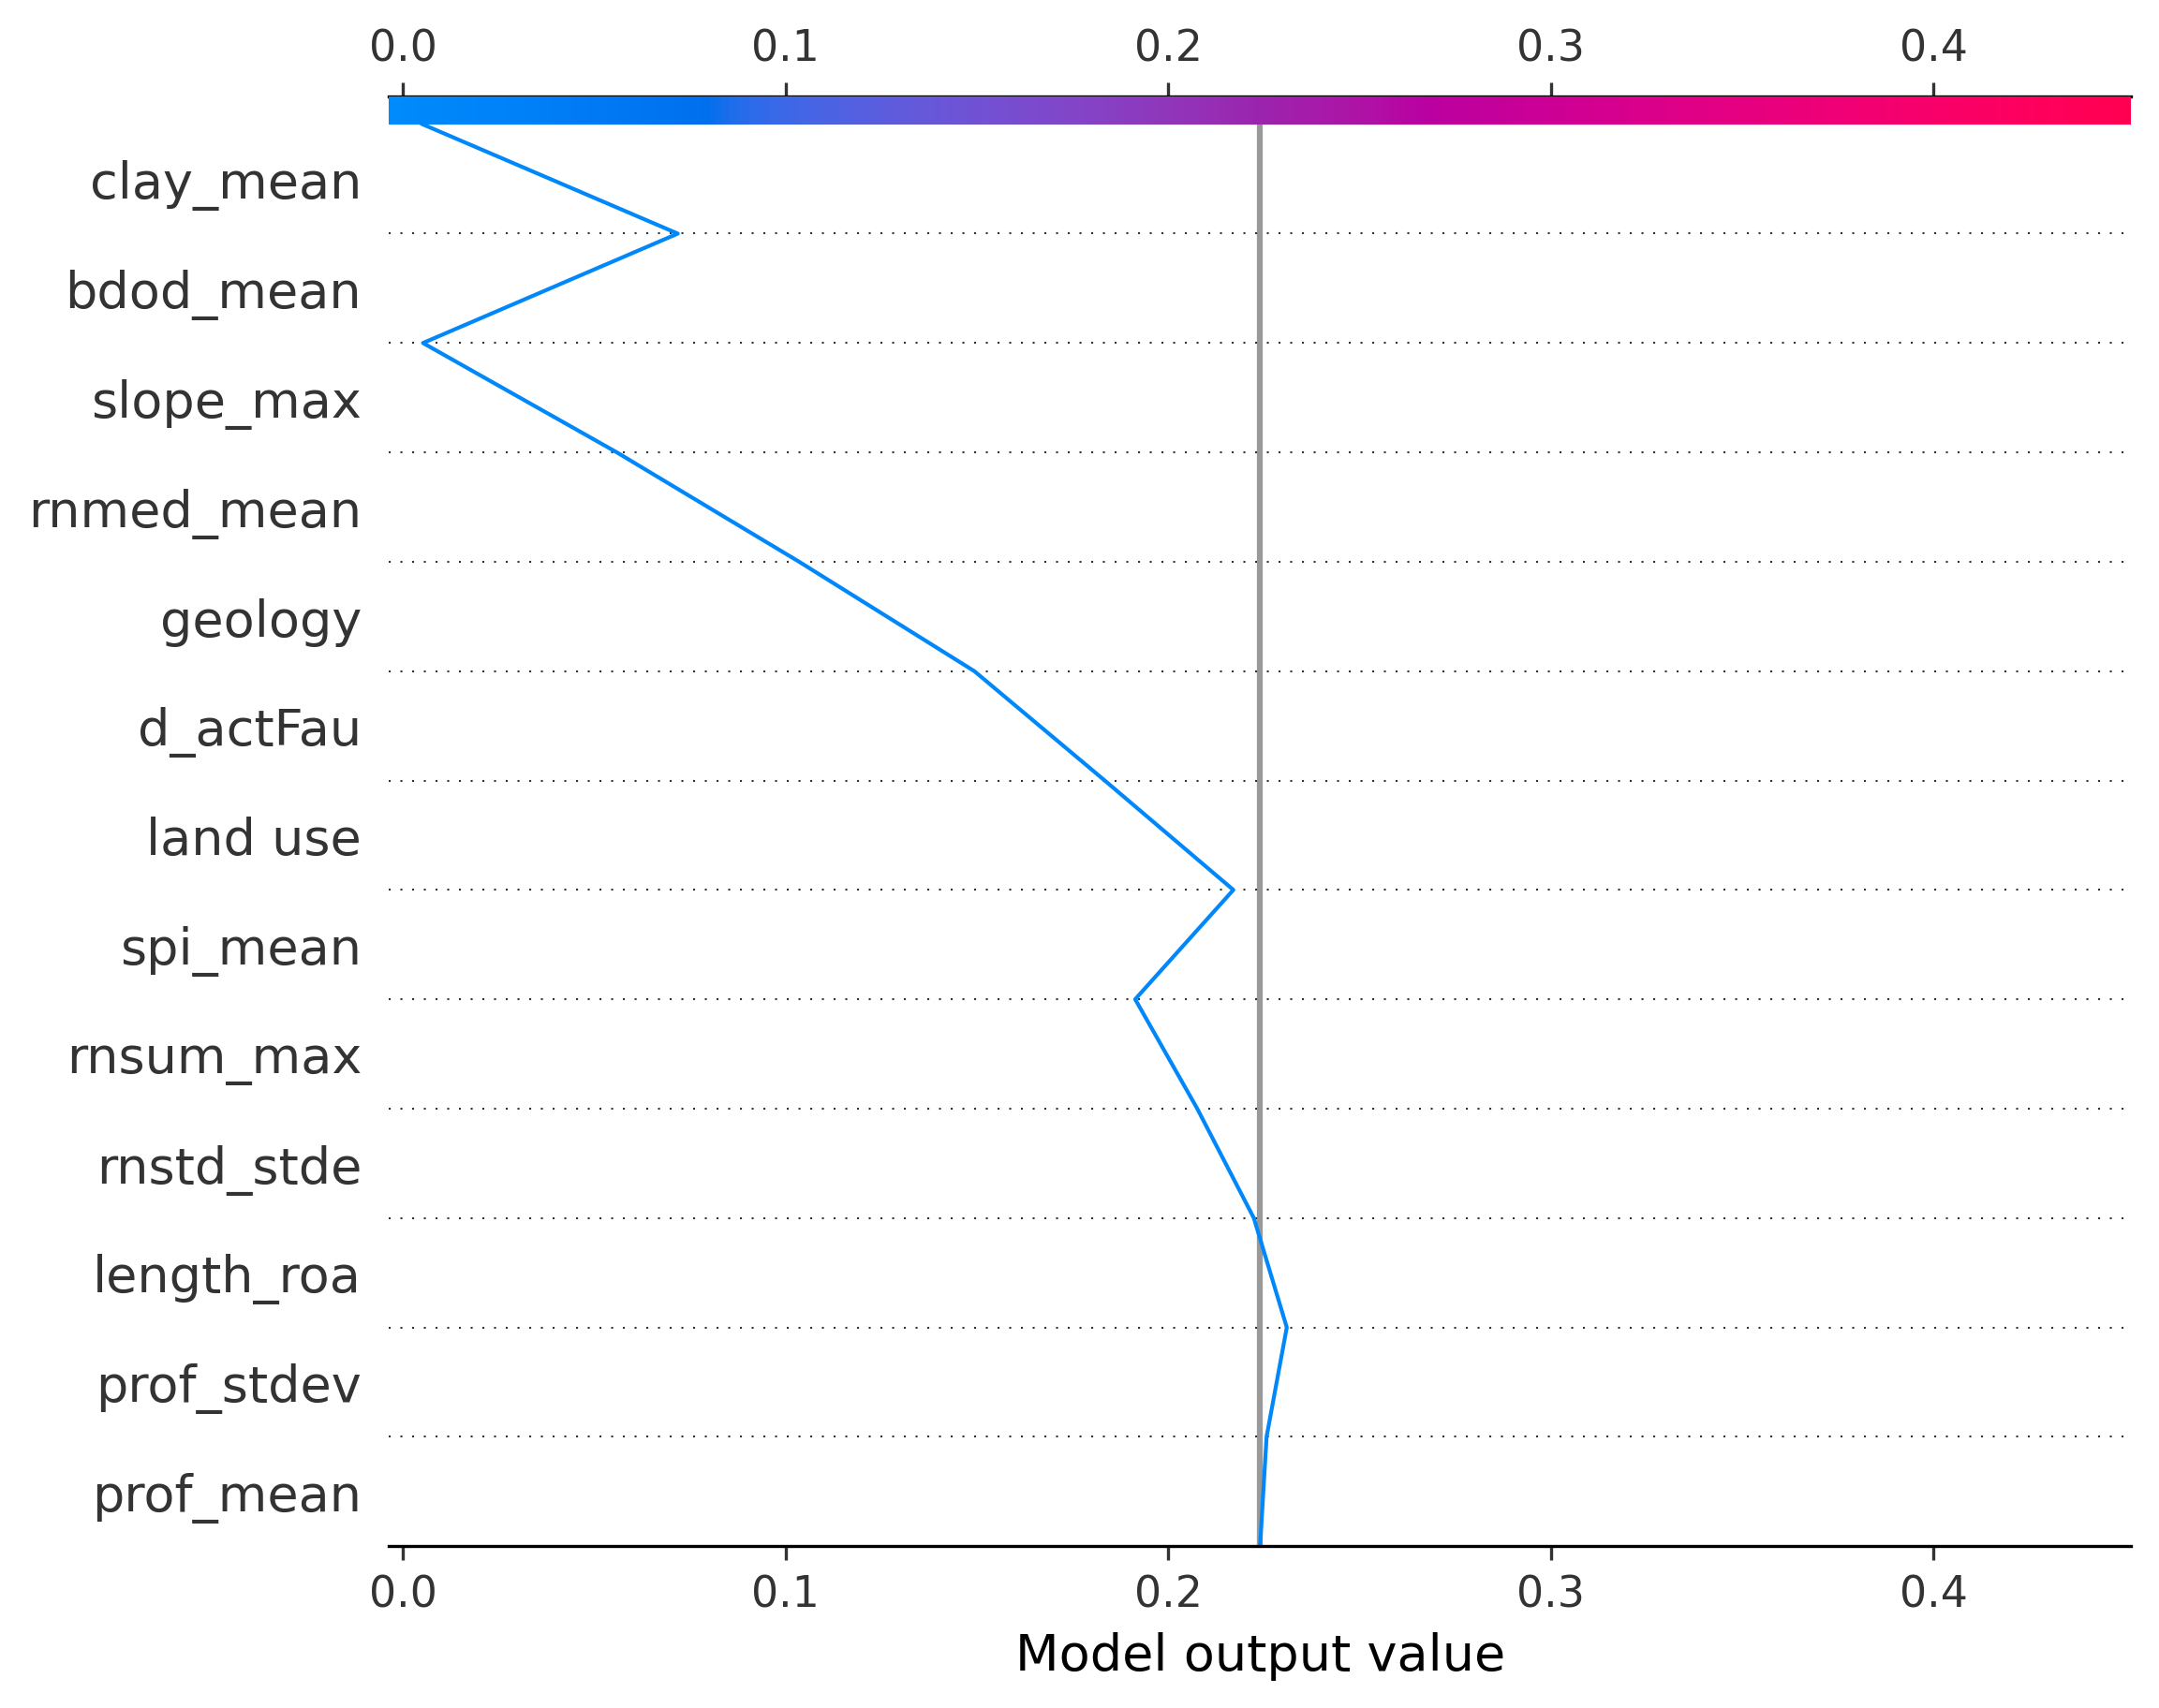 0.0 0.1 0.2 0.3 0.4
clay_mean
bdod_mean
slope_max
rnmed_mean
geology
d_actFau
land use
spi_mean
rnsum_max
rnstd_stde
length_roa
prof_stdev
prof_mean
0.0 0.1 0.2 0.3 0.4
Model output value